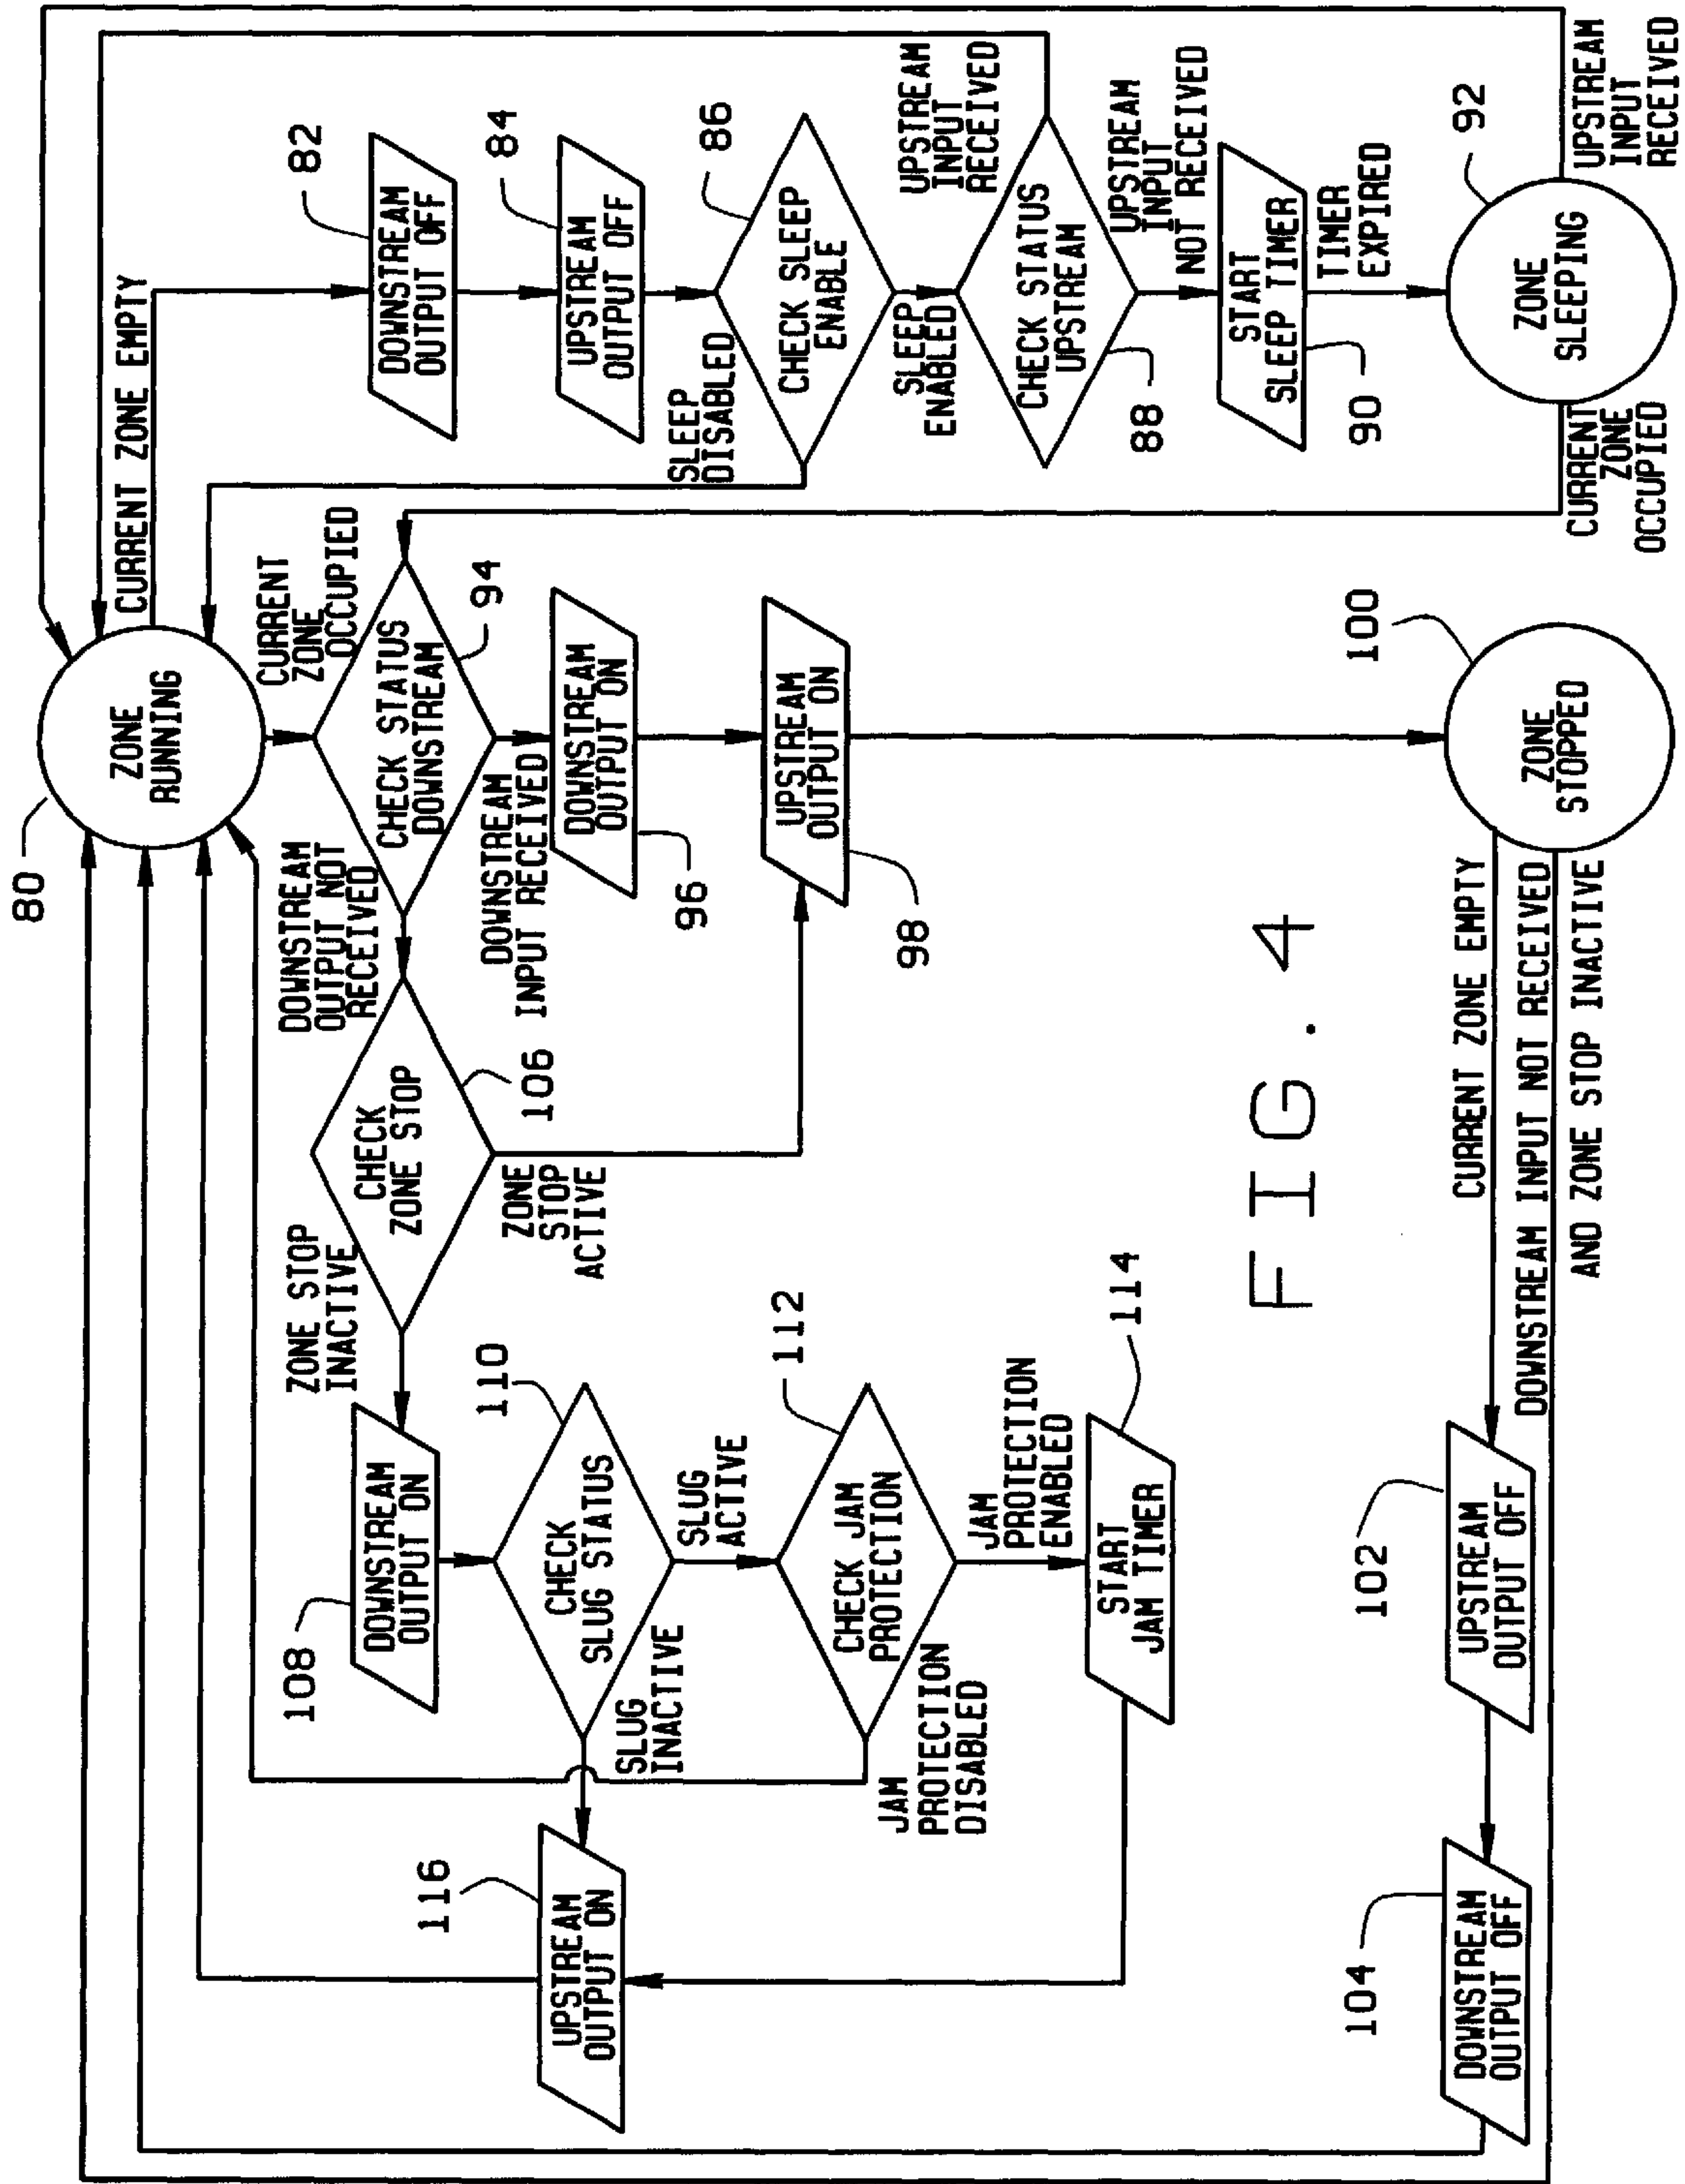 80
ZONE
RUNNING
CURRENT ZONE EMPTY
82
DOWNSTREAM
OUTPUT OFF
84
UPSTREAM
OUTPUT OFF
86
CHECK SLEEP
ENABLE
SLEEP
DISABLED
SLEEP
ENABLED
CHECK STATUS
UPSTREAM
88
UPSTREAM
INPUT
RECEIVED
UPSTREAM
INPUT
NOT RECEIVED
START
SLEEP TIMER
90
TIMER
EXPIRED
ZONE
SLEEPING
92
UPSTREAM
INPUT
RECEIVED
CURRENT
ZONE
OCCUPIED
CURRENT
ZONE
OCCUPIED
CHECK STATUS
DOWNSTREAM
94
DOWNSTREAM
OUTPUT NOT
RECEIVED
DOWNSTREAM
INPUT RECEIVED
DOWNSTREAM
OUTPUT ON
96
UPSTREAM
OUTPUT ON
98
ZONE
STOPPED
100
CHECK
ZONE STOP
106
ZONE STOP
INACTIVE
ZONE
STOP
ACTIVE
108
DOWNSTREAM
OUTPUT ON
110
CHECK
SLUG STATUS
SLUG
INACTIVE
SLUG
ACTIVE
112
CHECK JAM
PROTECTION
JAM
PROTECTION
DISABLED
JAM
PROTECTION
ENABLED
114
START
JAM TIMER
116
UPSTREAM
OUTPUT ON
CURRENT ZONE EMPTY
DOWNSTREAM INPUT NOT RECEIVED
AND ZONE STOP INACTIVE
102
UPSTREAM
OUTPUT OFF
104
DOWNSTREAM
OUTPUT OFF
FIG. 4